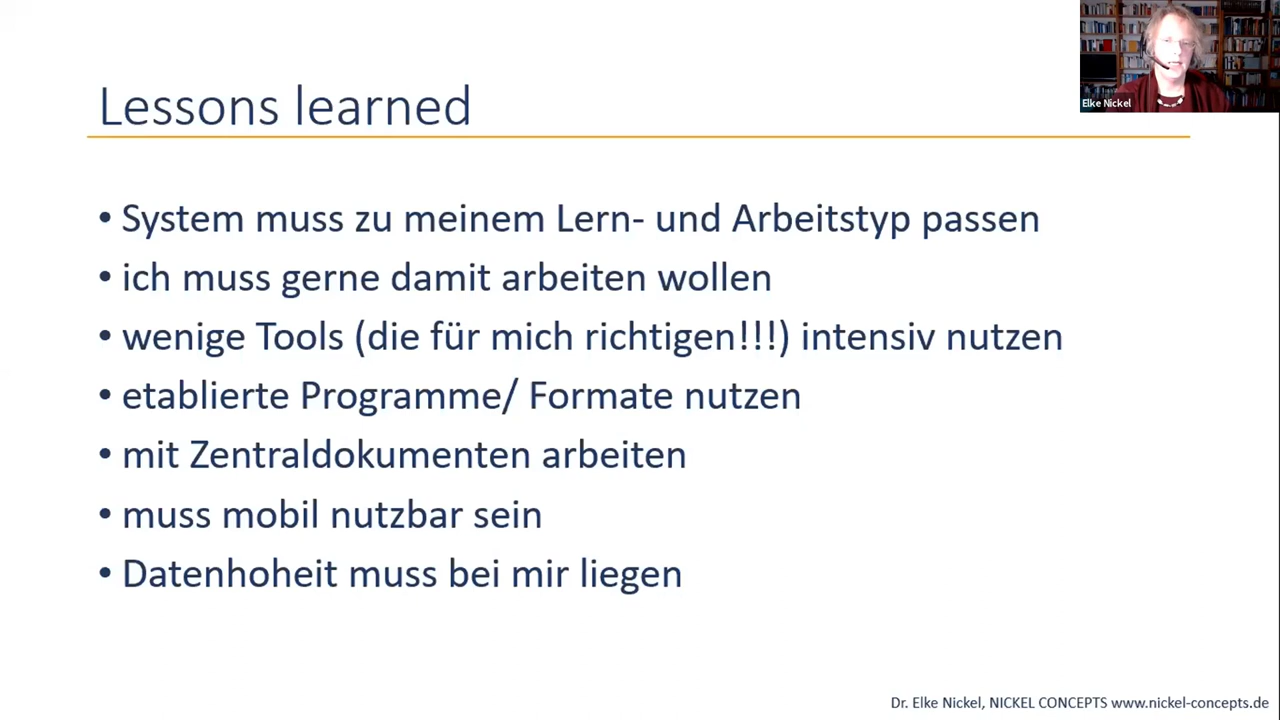 Elke Nickel
Lessons learned
• System muss zu meinem Lern- und Arbeitstyp passen
• ich muss gerne damit arbeiten wollen
• wenige Tools (die für mich richtigen!!!) intensiv nutzen
• etablierte Programme/ Formate nutzen
• mit Zentraldokumenten arbeiten
• muss mobil nutzbar sein
• Datenhoheit muss bei mir liegen
Dr. Elke Nickel, NICKEL CONCEPTS www.nickel-concepts.de